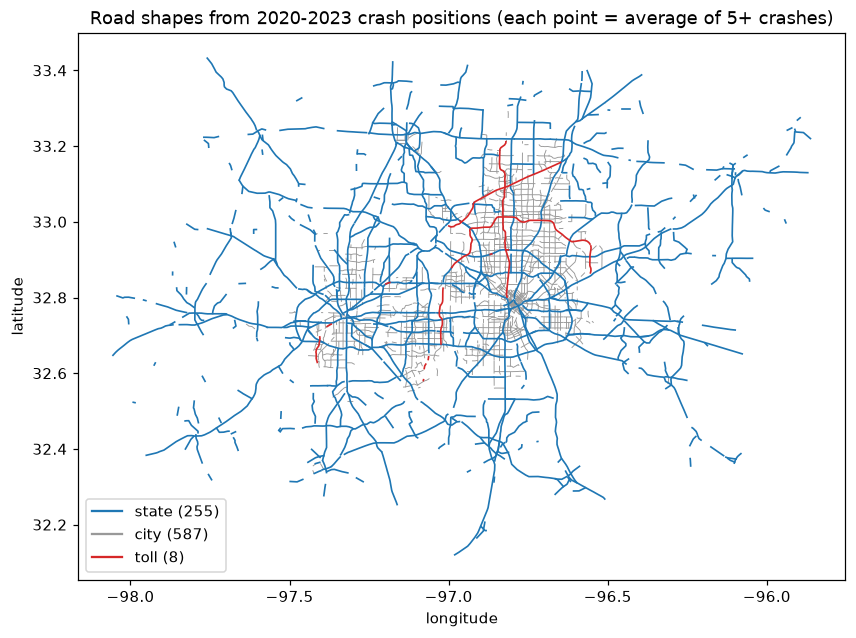 Road shapes from 2020-2023 crash positions (each point = average of 5+ crashes)
33.4
33.2
33.0
32.8
32.6
32.4
32.2
latitude
−98.0
−97.5
−97.0
−96.5
−96.0
longitude
state (255)
city (587)
toll (8)